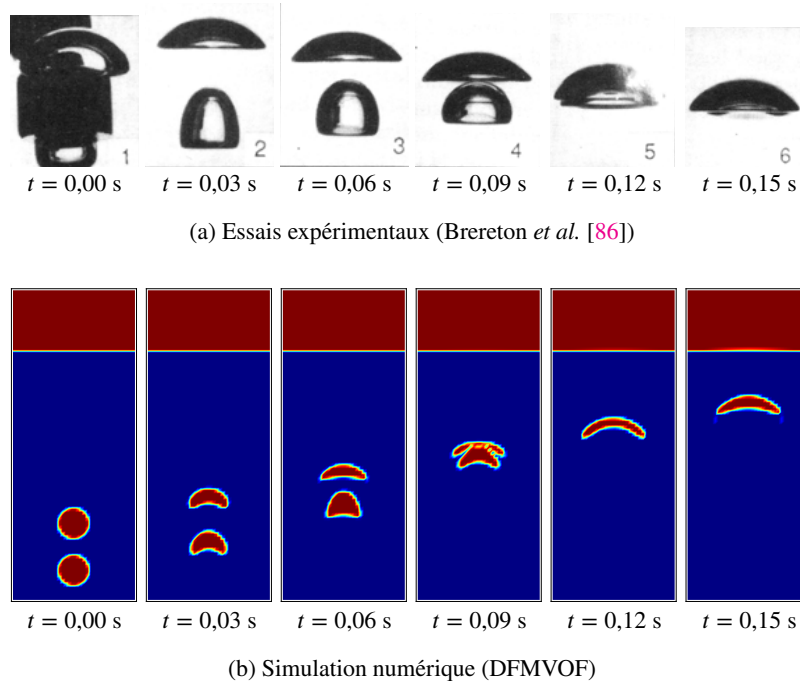 1 2 3 4 5 6
t = 0,00 s t = 0,03 s t = 0,06 s t = 0,09 s t = 0,12 s t = 0,15 s
(a) Essais expérimentaux (Brereton et al. [86])
t = 0,00 s t = 0,03 s t = 0,06 s t = 0,09 s t = 0,12 s t = 0,15 s
(b) Simulation numérique (DFMVOF)